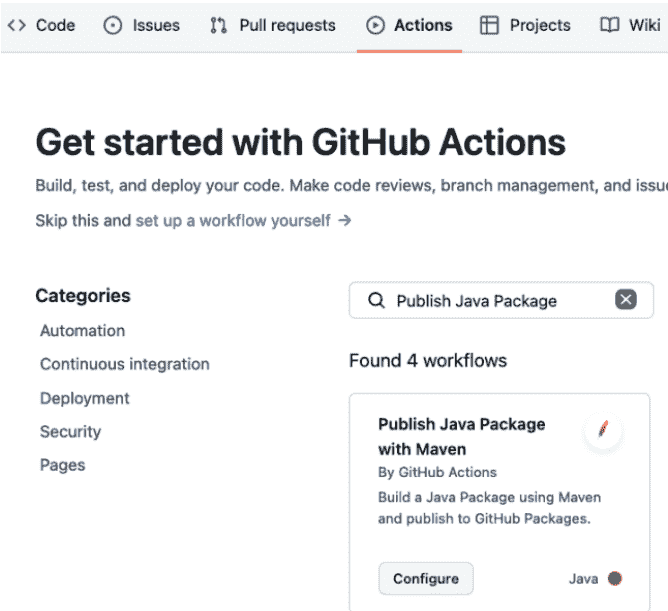 Code Issues Pull requests Actions Projects Wiki
Get started with GitHub Actions
Build, test, and deploy your code. Make code reviews, branch management, and
Skip this and set up a workflow yourself →
Categories
Automation
Continuous integration
Deployment
Security
Pages
Publish Java Package
Found 4 workflows
Publish Java Package
with Maven
By GitHub Actions
Build a Java Package using Maven
and publish to GitHub Packages.
Configure
Java